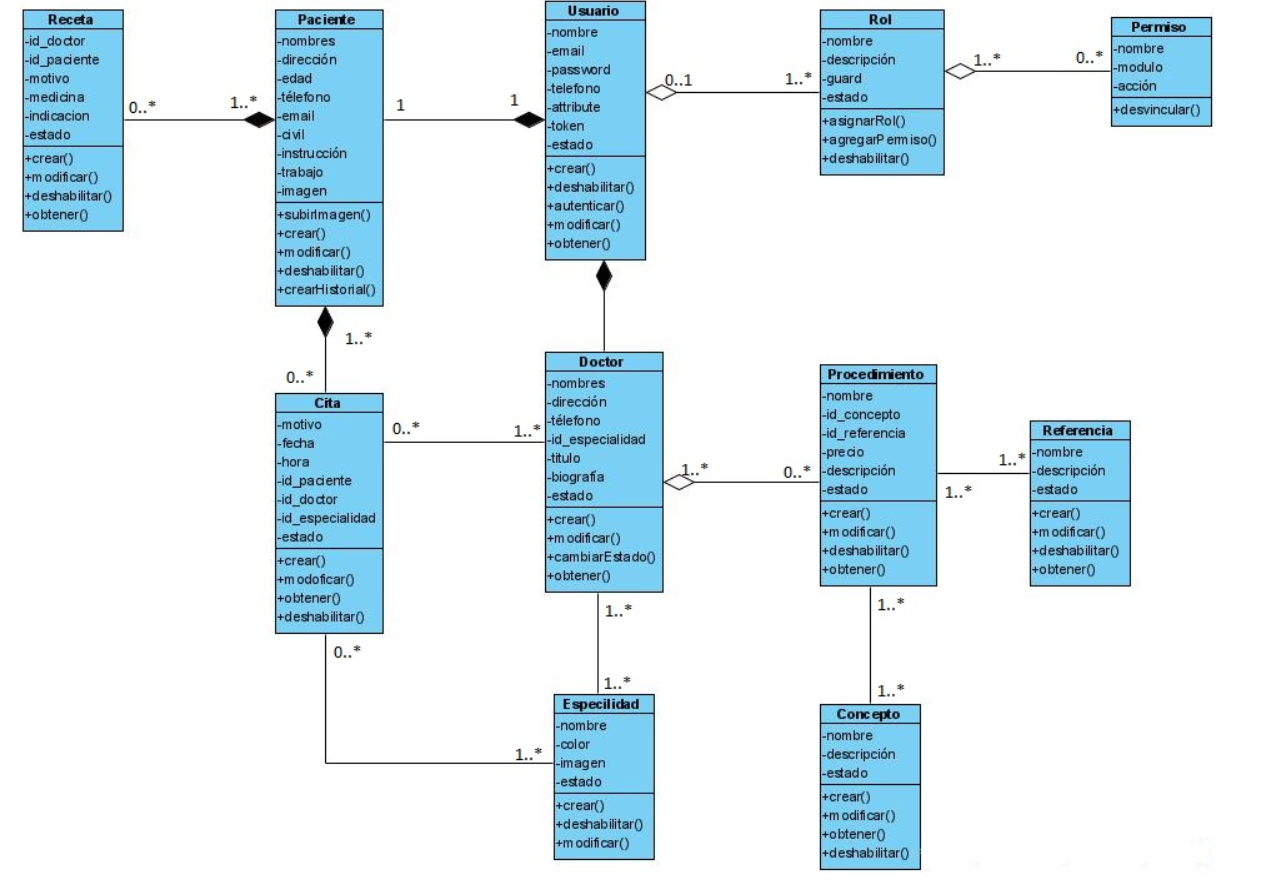 Receta
-id_doctor
-id_paciente
-motivo
-medicina
-indicacion
-estado
+crear()
+modificar()
+deshabilitar()
+obtener()
0..*
1..*
Paciente
-nombres
-dirección
-edad
-télefono
-email
-civil
-instrucción
-trabajo
-imagen
+subirImagen()
+crear()
+modificar()
+deshabilitar()
+crearHistorial()
1
1
Usuario
-nombre
-email
-password
-telefono
-attribute
-token
-estado
+crear()
+deshabilitar()
+autenticar()
+modificar()
+obtener()
0..1
1..*
Rol
-nombre
-descripción
-guard
-estado
+asignarRol()
+agregarPermiso()
+deshabilitar()
1..*
0..*
Permiso
-nombre
-modulo
-acción
+desvincular()
1..*
0..*
Cita
-motivo
-fecha
-hora
-id_paciente
-id_doctor
-id_especialidad
-estado
+crear()
+modoficar()
+obtener()
+deshabilitar()
0..*
1..*
Doctor
-nombres
-dirección
-télefono
-id_especialidad
-titulo
-biografía
-estado
+crear()
+modificar()
+cambiarEstado()
+obtener()
1..*
0..*
Procedimiento
-nombre
-id_concepto
-id_referencia
-precio
-descripción
-estado
+crear()
+modificar()
+deshabilitar()
+obtener()
1..*
1..*
Referencia
-nombre
-descripción
-estado
+crear()
+modificar()
+deshabilitar()
+obtener()
0..*
1..*
1..*
1..*
Especilidad
-nombre
-color
-imagen
-estado
+crear()
+deshabilitar()
+modificar()
1..*
1..*
Concepto
-nombre
-descripción
-estado
+crear()
+modificar()
+obtener()
+deshabilitar()